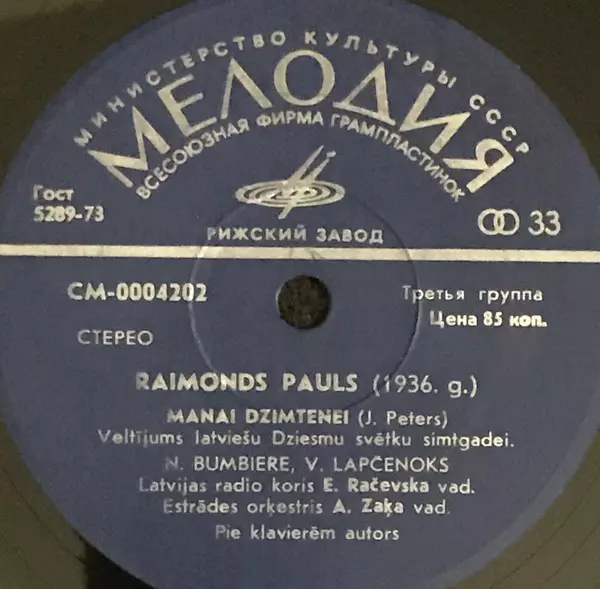 МИНИСТЕРСТВО КУЛЬТУРЫ СССР
МЕЛОДИЯ
ВСЕСОЮЗНАЯ ФИРМА ГРАМПЛАСТИНОК
Гост
5289-73
33
РИЖСКИЙ ЗАВОД
СМ-0004202
Третья группа
Цена 85 коп.
СТЕРЕО
RAIMONDS PAULS (1936. g.)
MANAI DZIMTENEI (J. Peters)
Veltījums latviešu Dziesmu svētku simtgadei.
N. BUMBIERE, V. LAPČENOKS
Latvijas radio koris E. Račevska vad.
Estrādes orķestris A. Zaķa vad.
Pie klavierēm autors